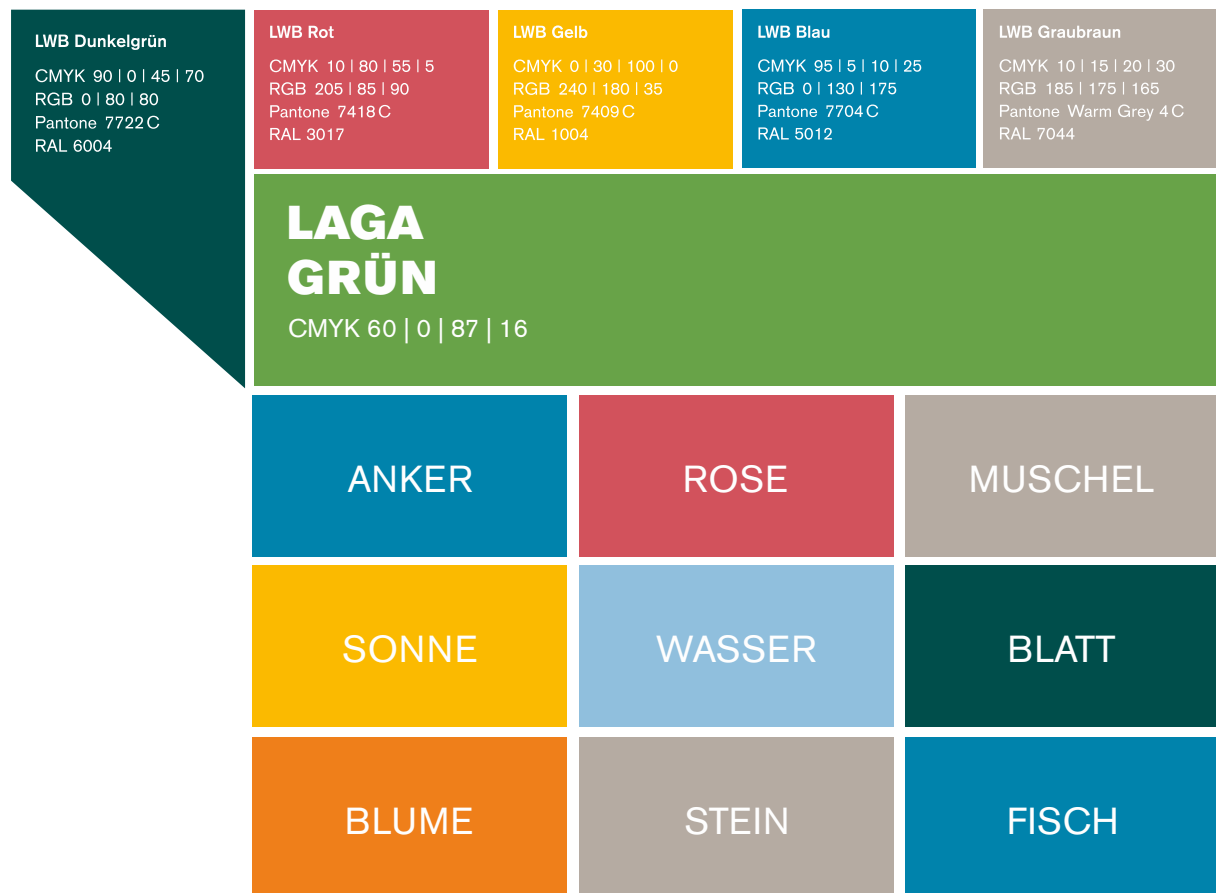 LWB Dunkelgrün
CMYK 90 | 0 | 45 | 70
RGB 0 | 80 | 80
Pantone 7722 C
RAL 6004
LWB Rot
CMYK 10 | 80 | 55 | 5
RGB 205 | 85 | 90
Pantone 7418 C
RAL 3017
LWB Gelb
CMYK 0 | 30 | 100 | 0
RGB 240 | 180 | 35
Pantone 7409 C
RAL 1004
LWB Blau
CMYK 95 | 5 | 10 | 25
RGB 0 | 130 | 175
Pantone 7704 C
RAL 5012
LWB Graubraun
CMYK 10 | 15 | 20 | 30
RGB 185 | 175 | 165
Pantone Warm Grey 4 C
RAL 7044
LAGA
GRÜN
CMYK 60 | 0 | 87 | 16
ANKER
ROSE
MUSCHEL
SONNE
WASSER
BLATT
BLUME
STEIN
FISCH